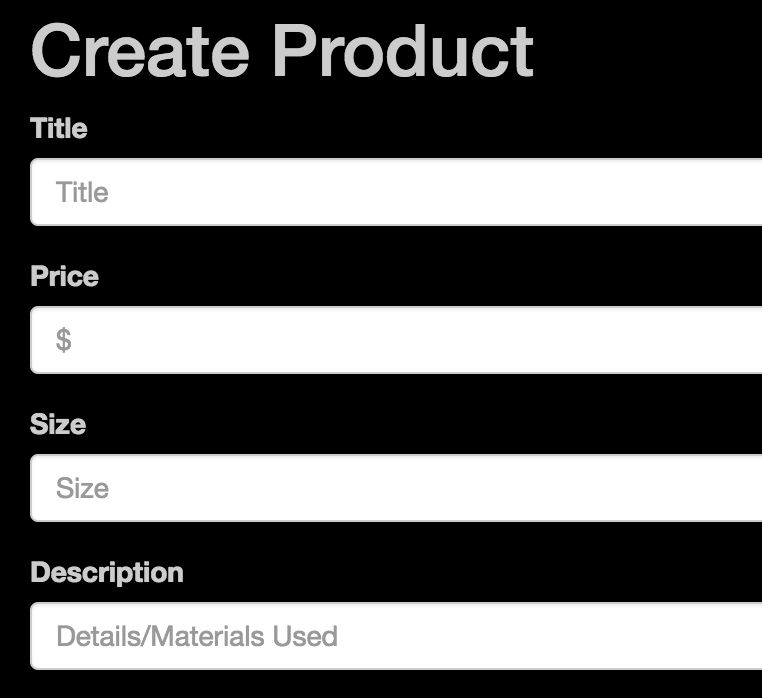 Create Product
Title
Title
Price
$
Size
Size
Description
Details/Materials Used